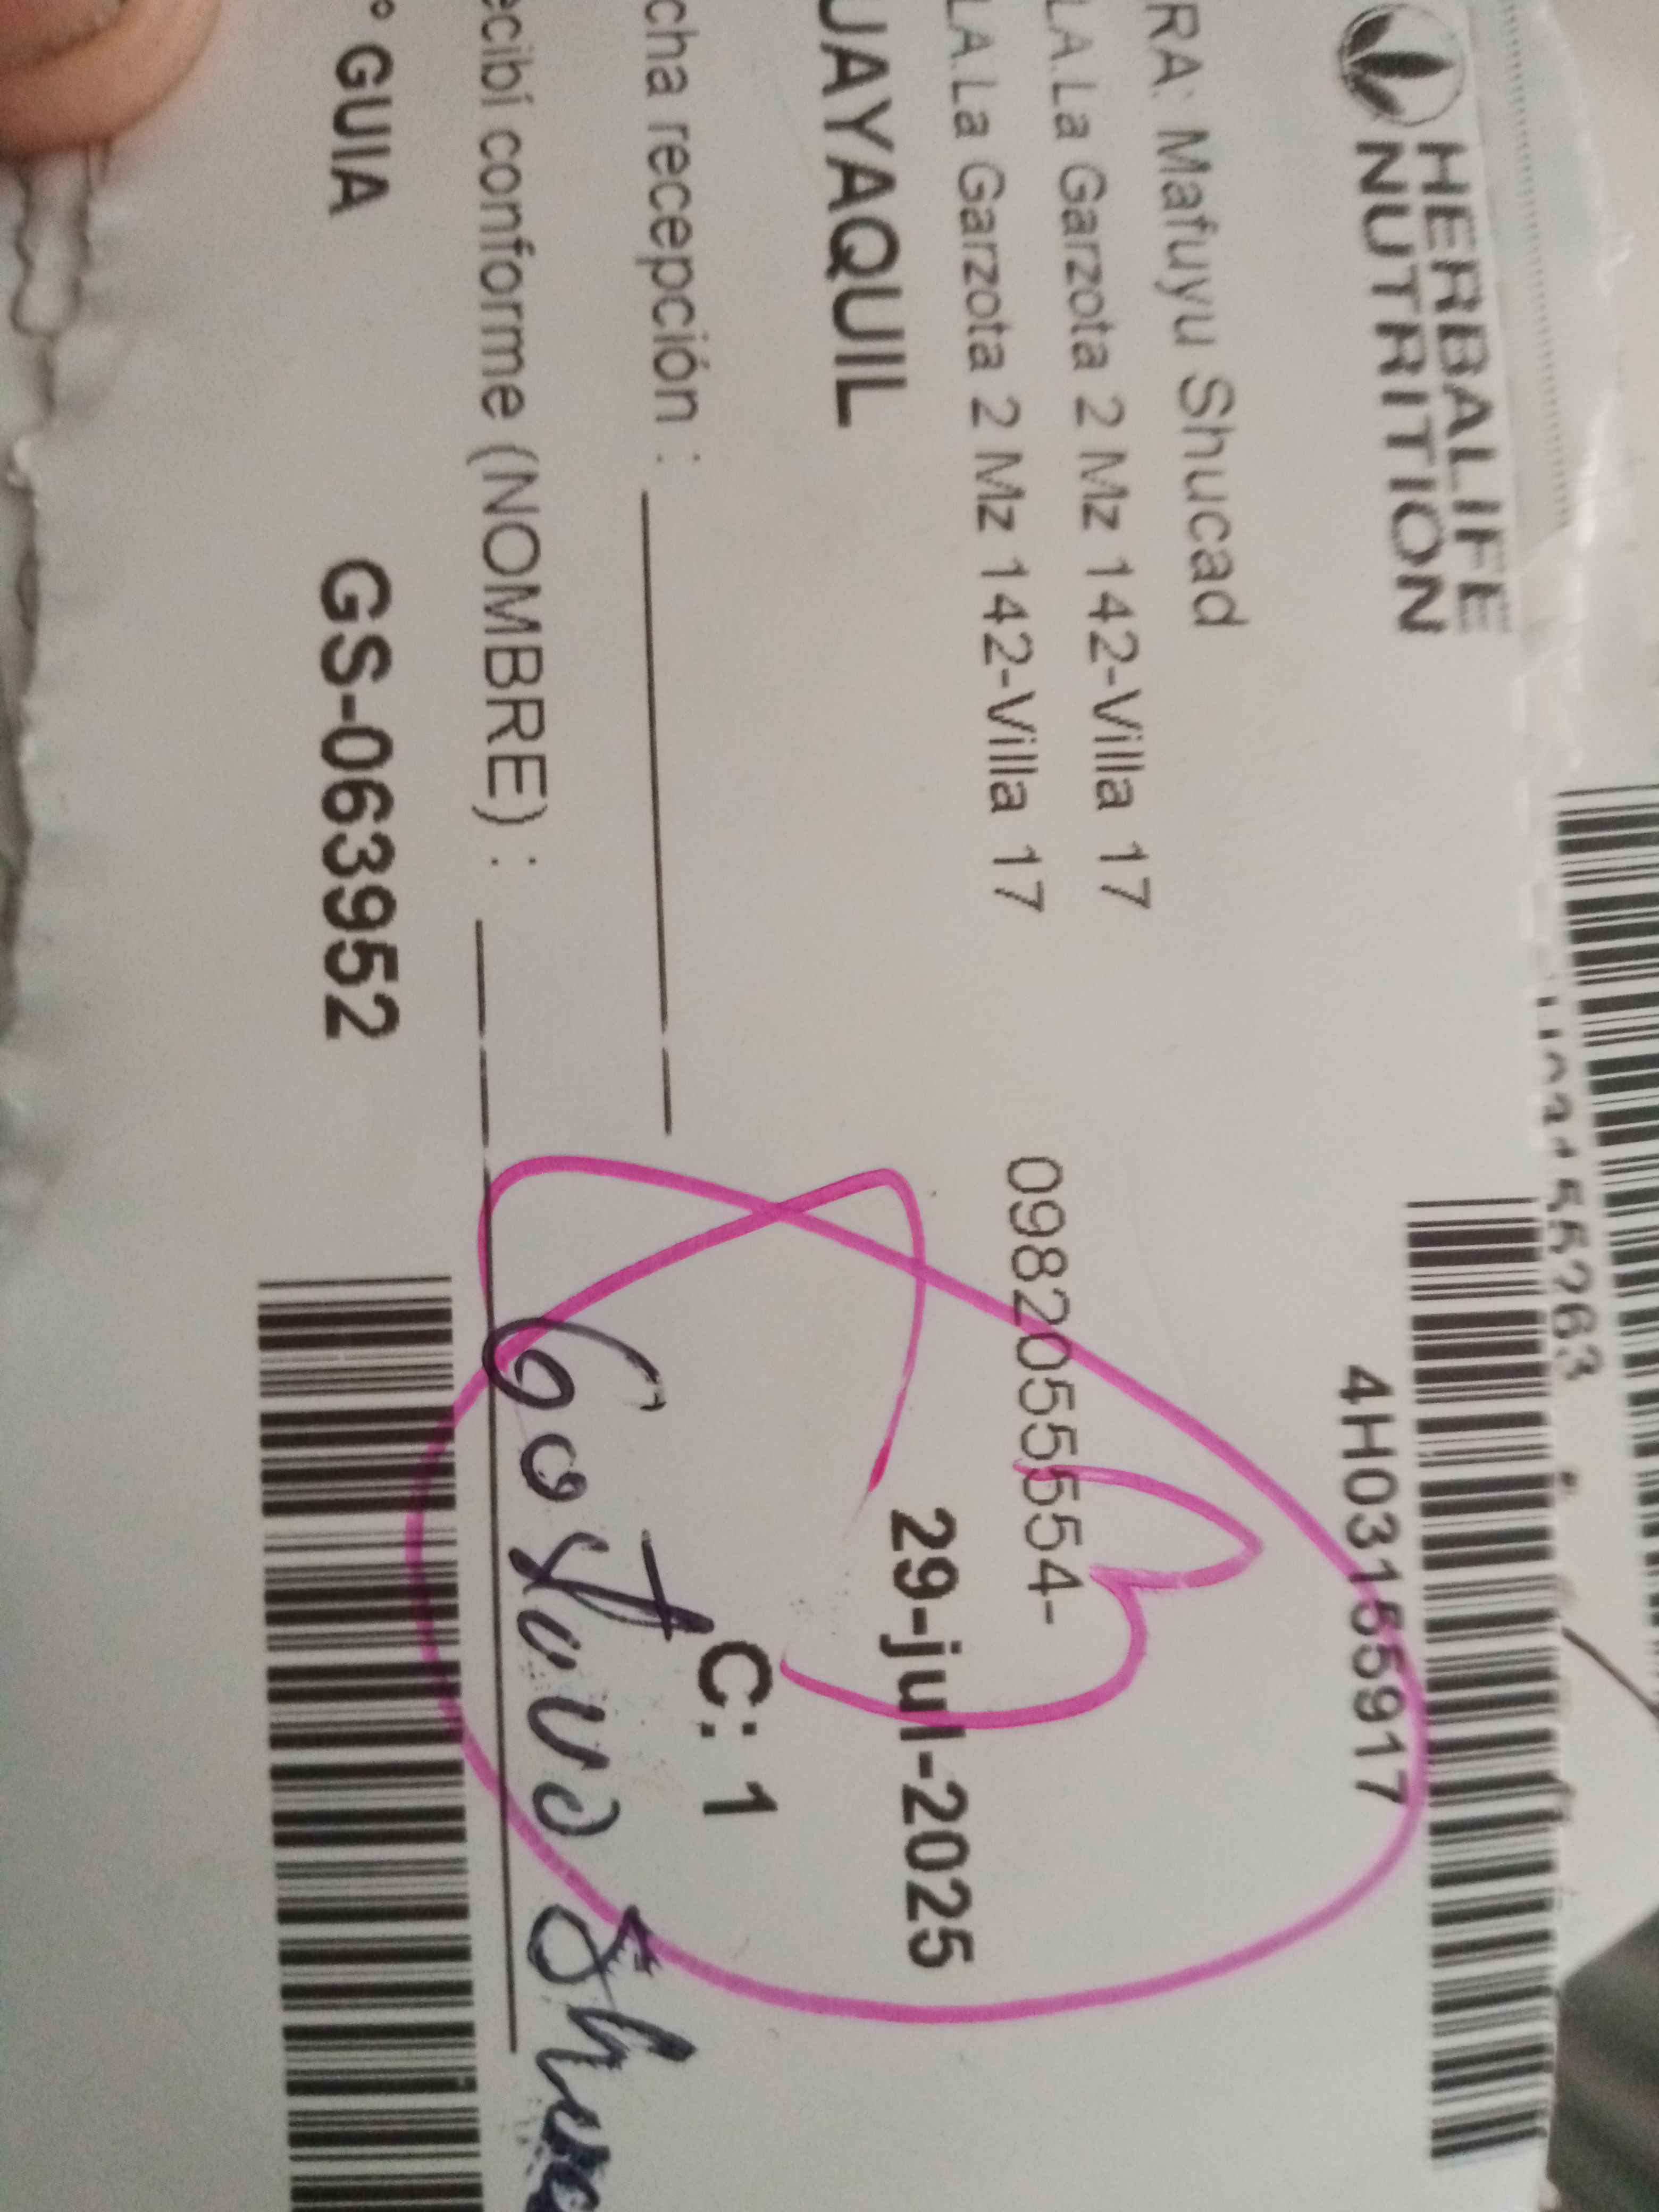 HERBALIFE
NUTRITION
4H03155917
RA: Mafuyu Shucad
LA.La Garzota 2 Mz 142-Villa 17
LA.La Garzota 2 Mz 142-Villa 17
0982055554-
UAYAQUIL
29-jul-2025
C: 1
cha recepción :
ecibí conforme (NOMBRE) :
° GUIA
GS-063952